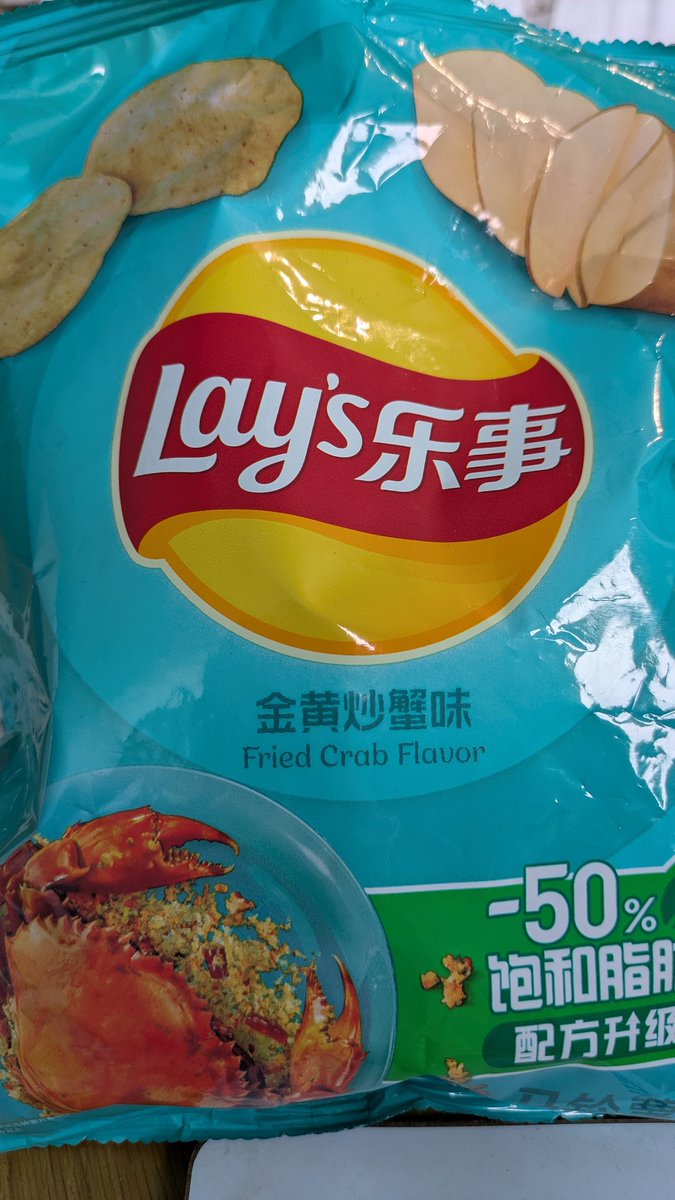 Lay's乐事
金黄炒蟹味
Fried Crab Flavor
-50%
饱和脂肪
配方升级